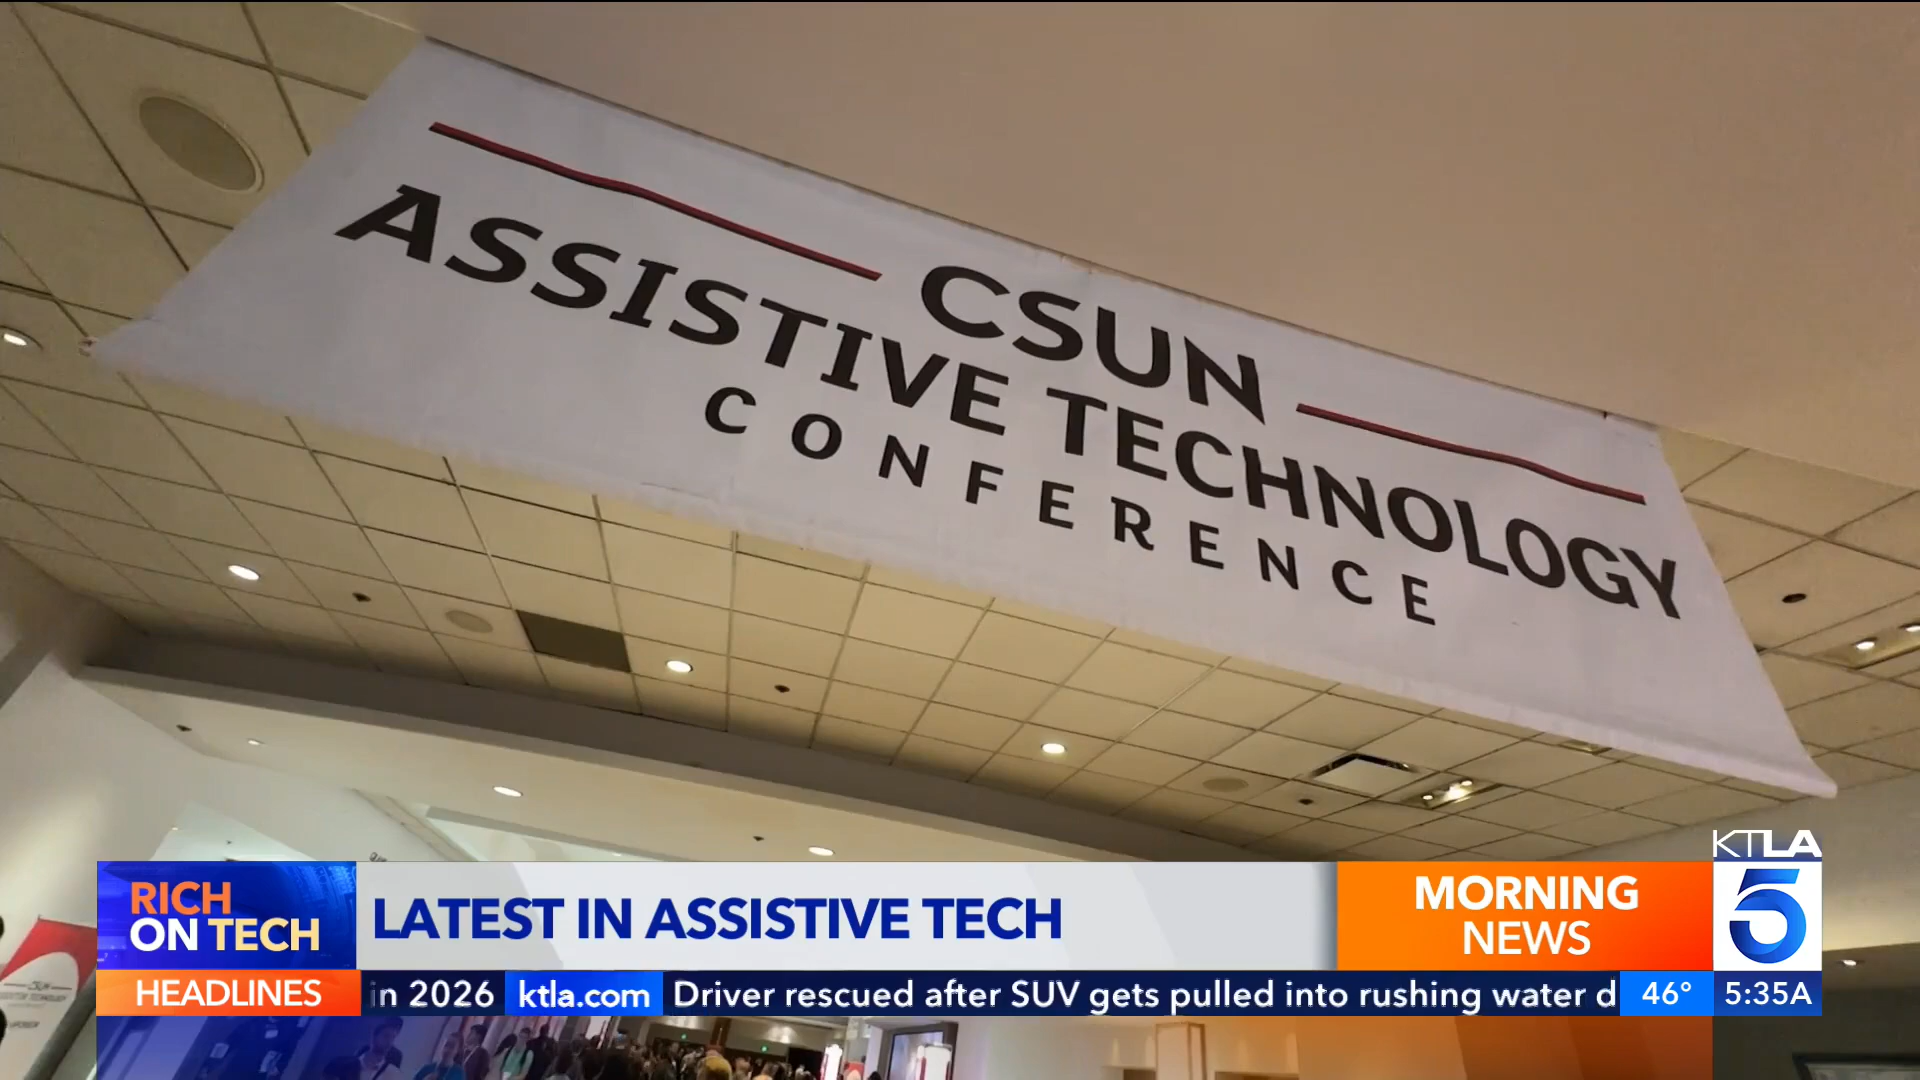 CSUN
ASSISTIVE TECHNOLOGY
CONFERENCE
KTLA
5
RICH
ON TECH
LATEST IN ASSISTIVE TECH
MORNING
NEWS
HEADLINES
in 2026 ktla.com Driver rescued after SUV gets pulled into rushing water d
46° 5:35A